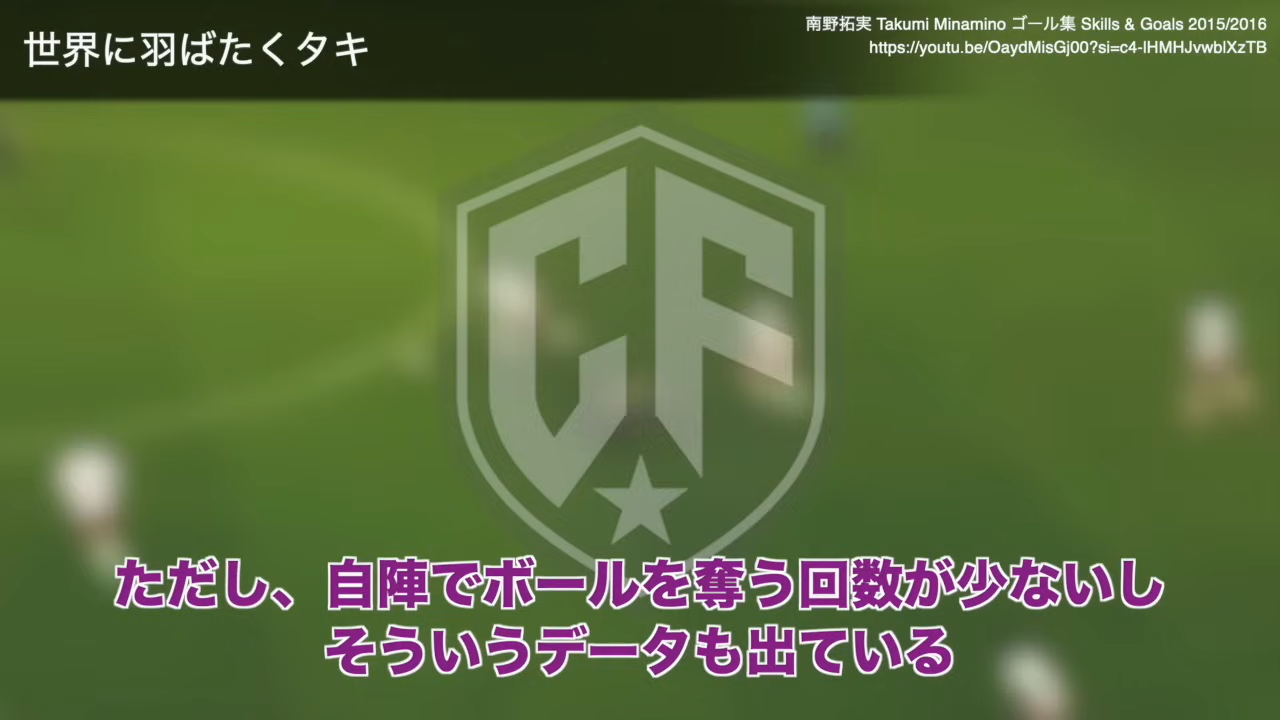 世界に羽ばたくタキ
南野拓実 Takumi Minamino ゴール集 Skills & Goals 2015/2016
https://youtu.be/OaydMisGj00?si=c4-lHMHJvwblXzTB
CF
ただし、自陣でボールを奪う回数が少ないし
そういうデータも出ている